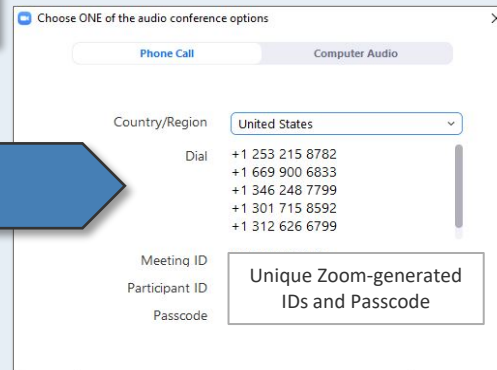 Choose ONE of the audio conference options
Phone Call
Computer Audio
Country/Region
United States
Dial
+1 253 215 8782
+1 669 900 6833
+1 346 248 7799
+1 301 715 8592
+1 312 626 6799
Meeting ID
Participant ID
Passcode
Unique Zoom-generated
IDs and Passcode